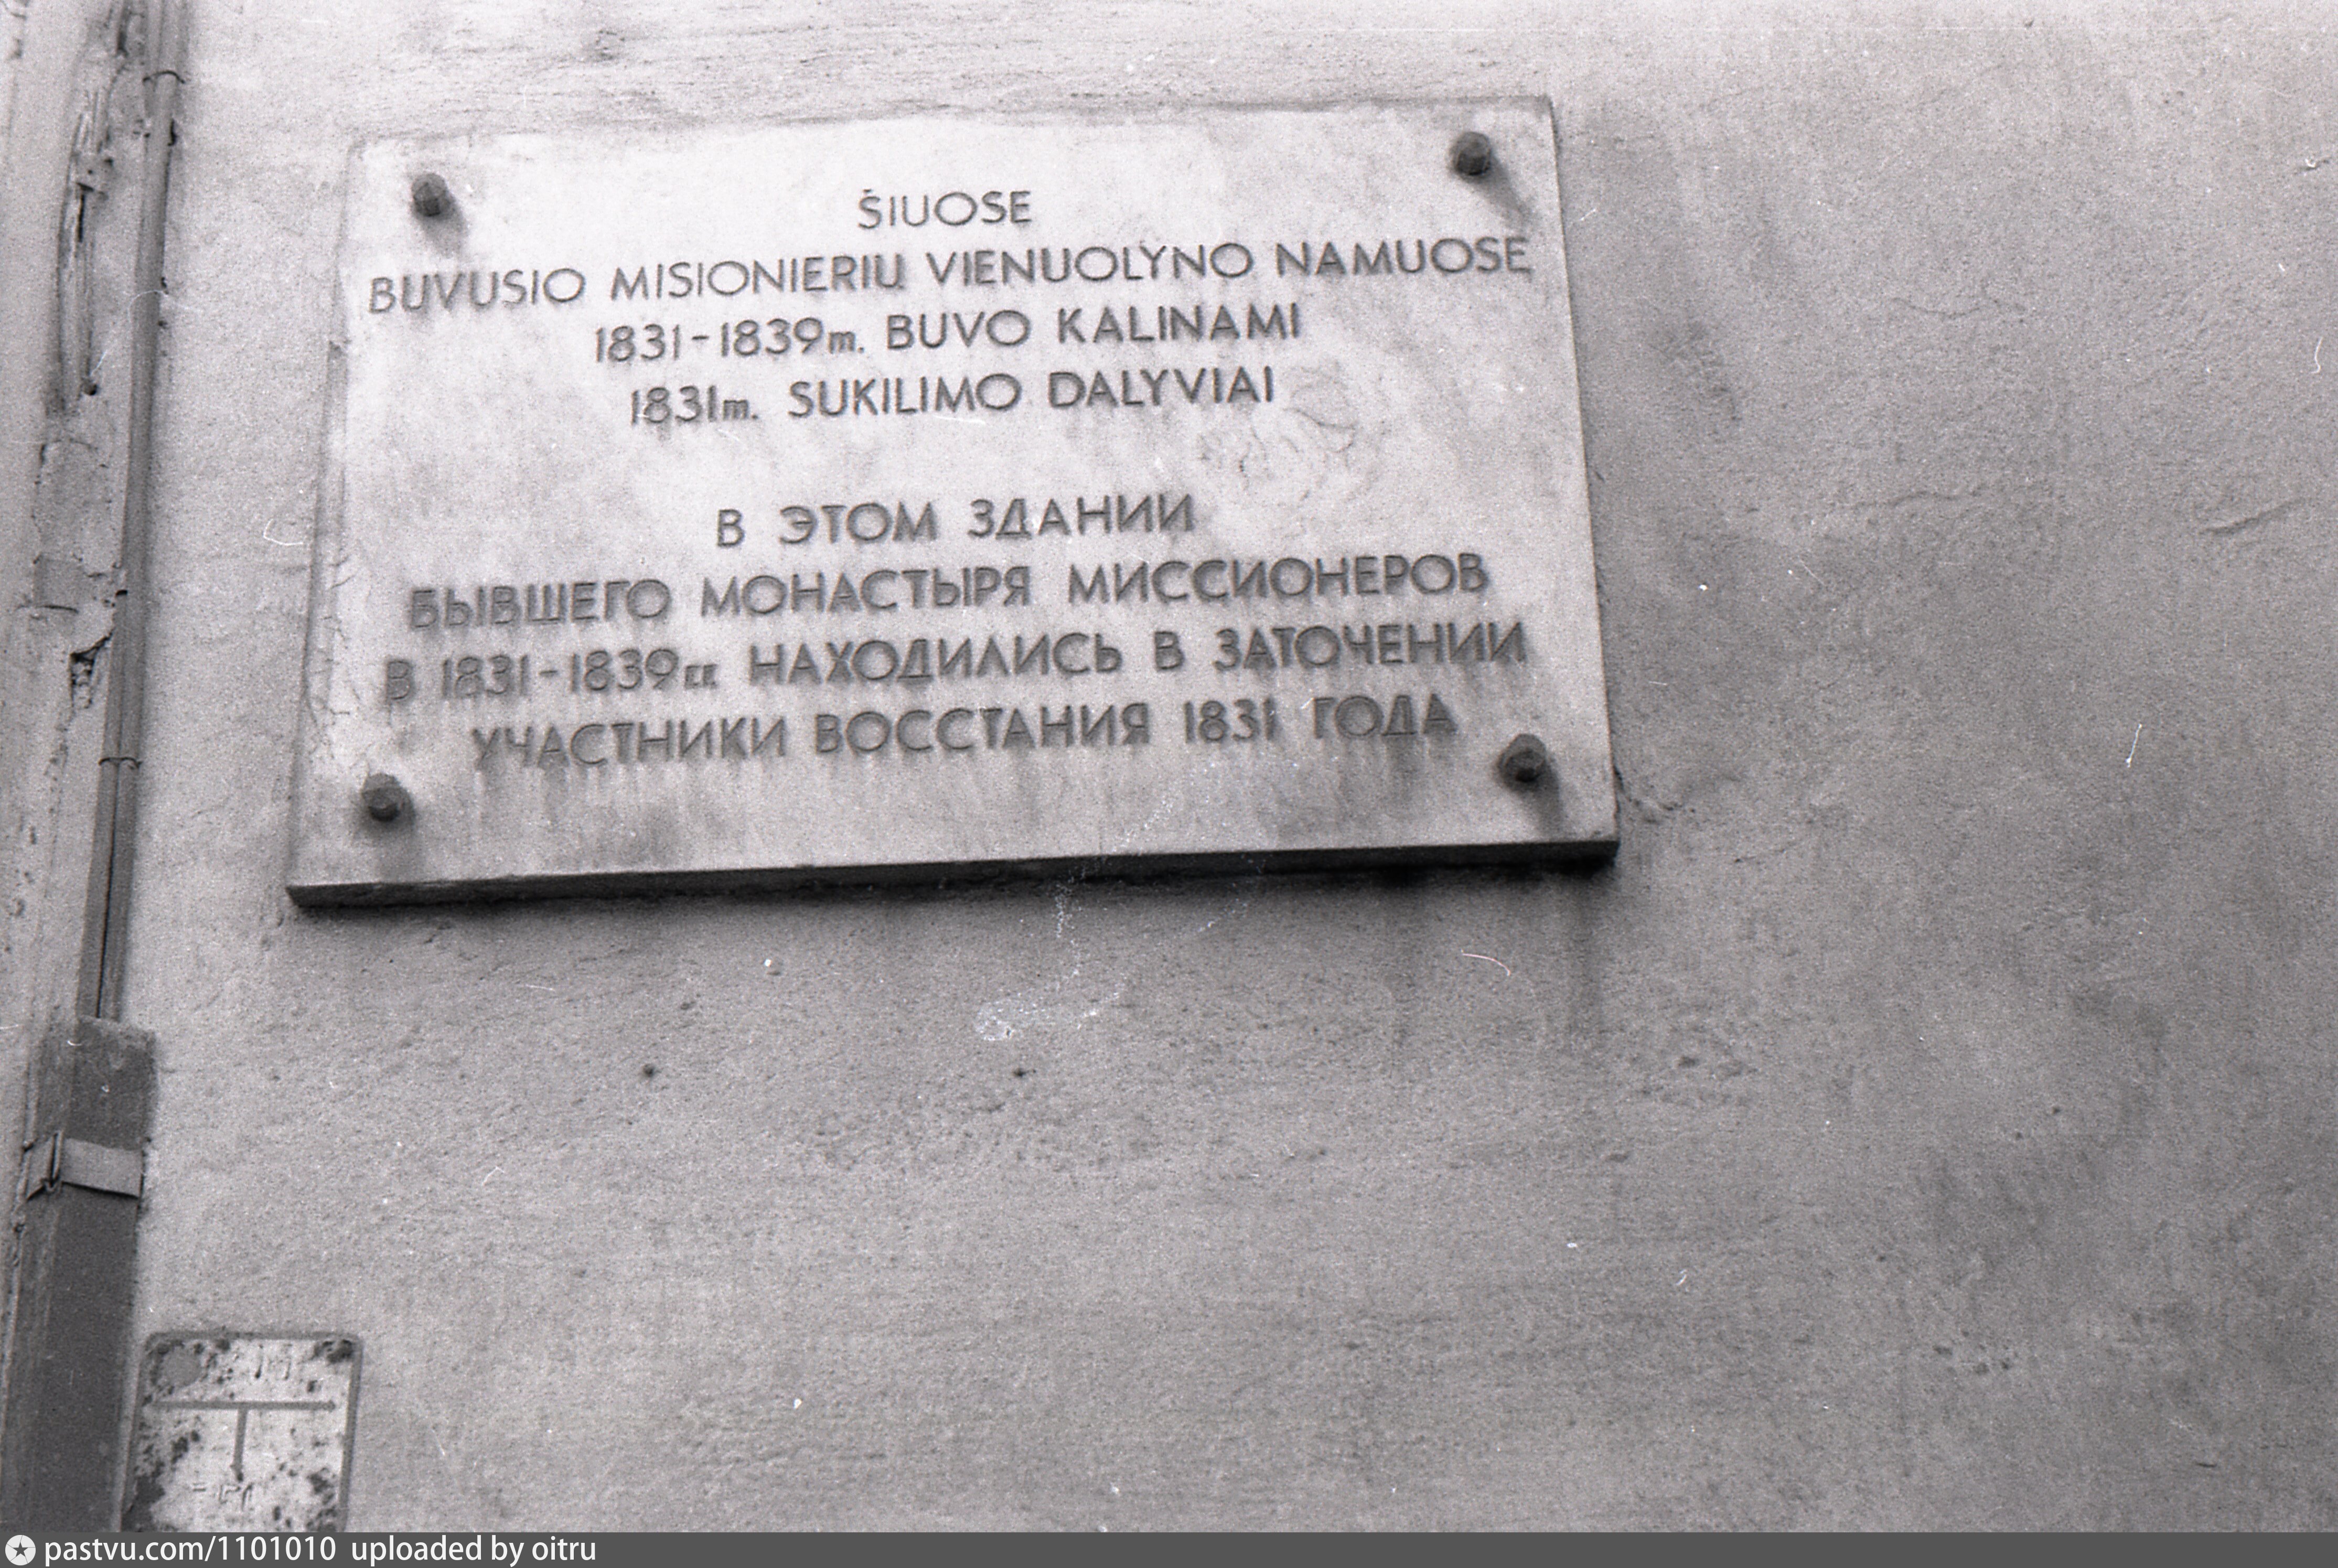 ŠIUOSE
BUVUSIO MISIONIERIŲ VIENUOLYNO NAMUOSE
1831-1839m. BUVO KALINAMI
1831m. SUKILIMO DALYVIAI
В ЭТОМ ЗДАНИИ
БЫВШЕГО МОНАСТЫРЯ МИССИОНЕРОВ
В 1831-1839гг НАХОДИЛИСЬ В ЗАТОЧЕНИИ
УЧАСТНИКИ ВОССТАНИЯ 1831 ГОДА
pastvu.com/1101010 uploaded by oitru